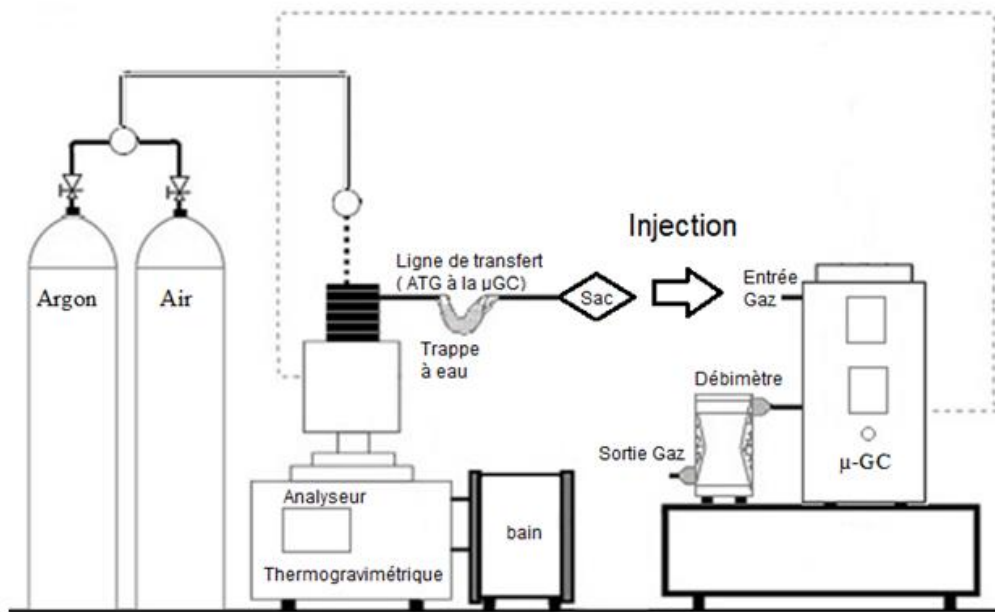 Argon
Air
Ligne de transfert
( ATG à la µGC)
Trappe
à eau
Sac
Injection
Entrée
Gaz
Débimètre
Sortie Gaz
µ-GC
Analyseur
Thermogravimétrique
bain